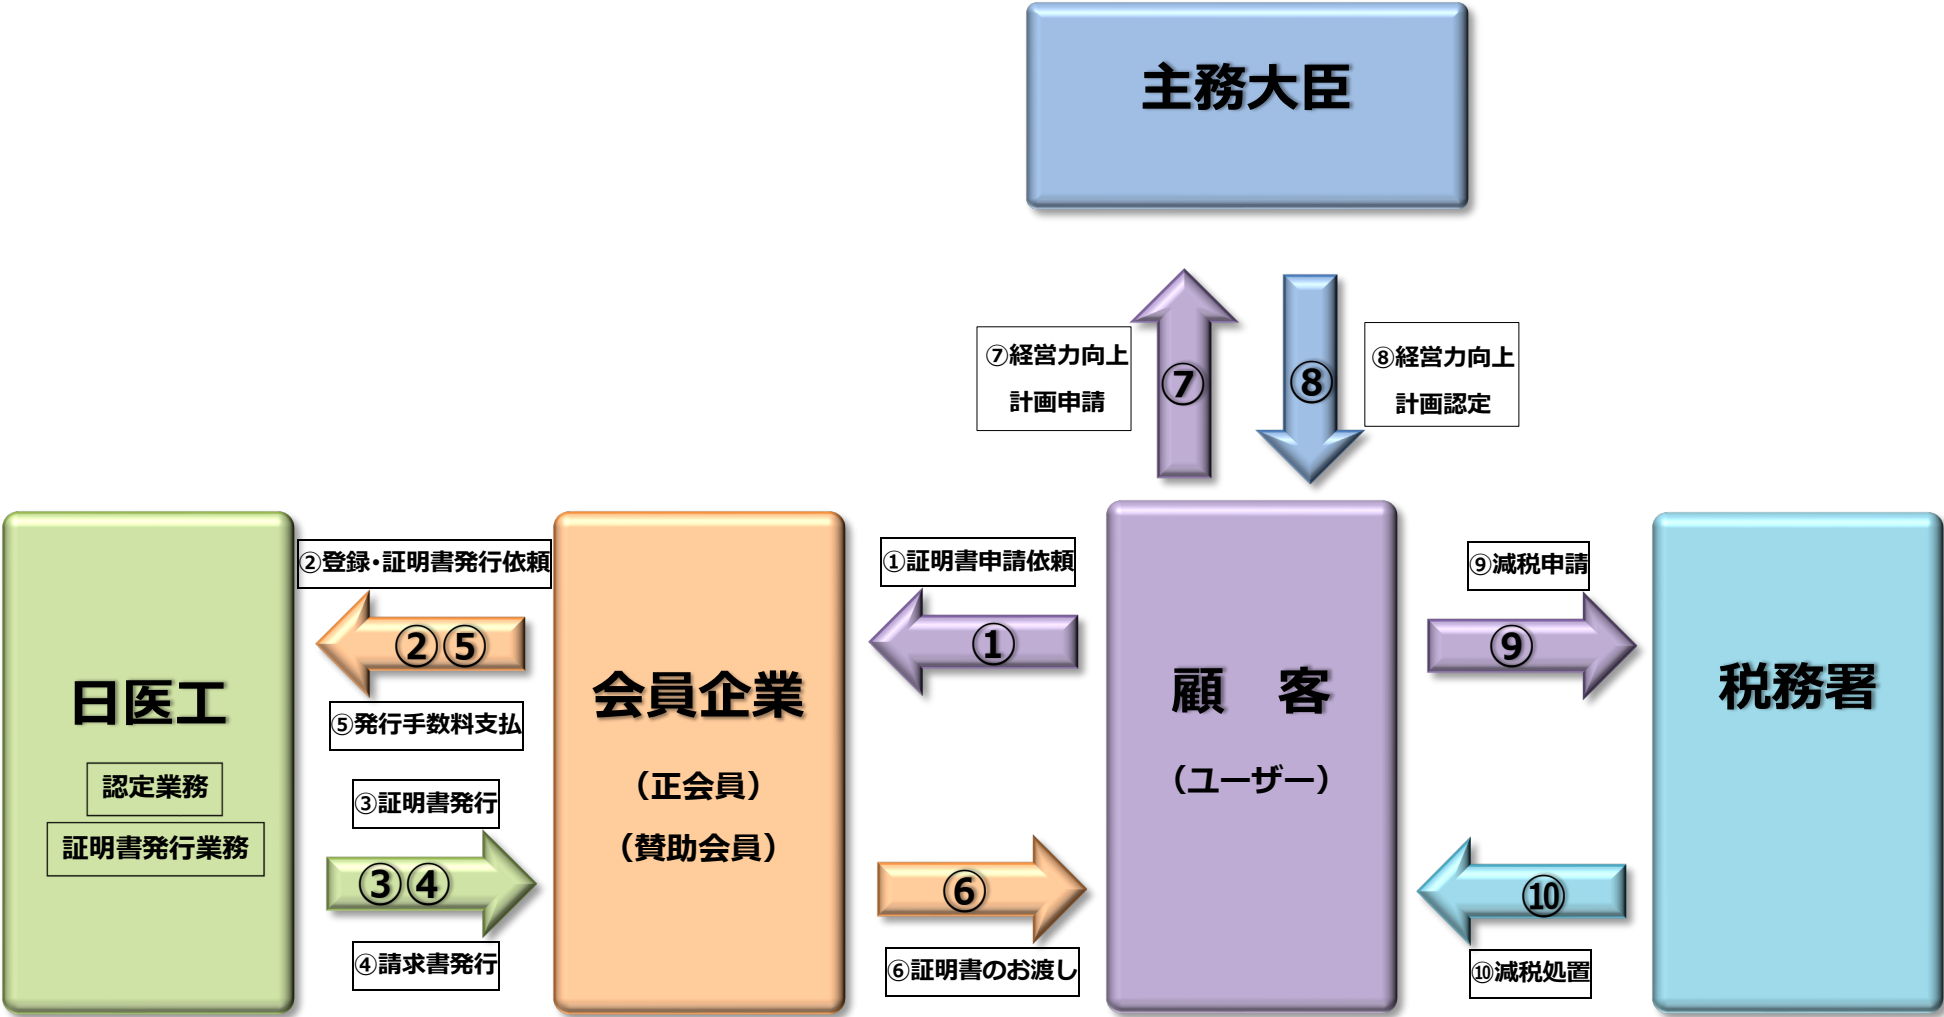 主務大臣
⑦経営力向上
計画申請
⑦
⑧
⑧経営力向上
計画認定
日医工
認定業務
証明書発行業務
②登録・証明書発行依頼
②⑤
⑤発行手数料支払
③証明書発行
③④
④請求書発行
会員企業
（正会員）
（賛助会員）
①証明書申請依頼
①
⑥
⑥証明書のお渡し
顧　客
（ユーザー）
⑨減税申請
⑨
⑩
⑩減税処置
税務署